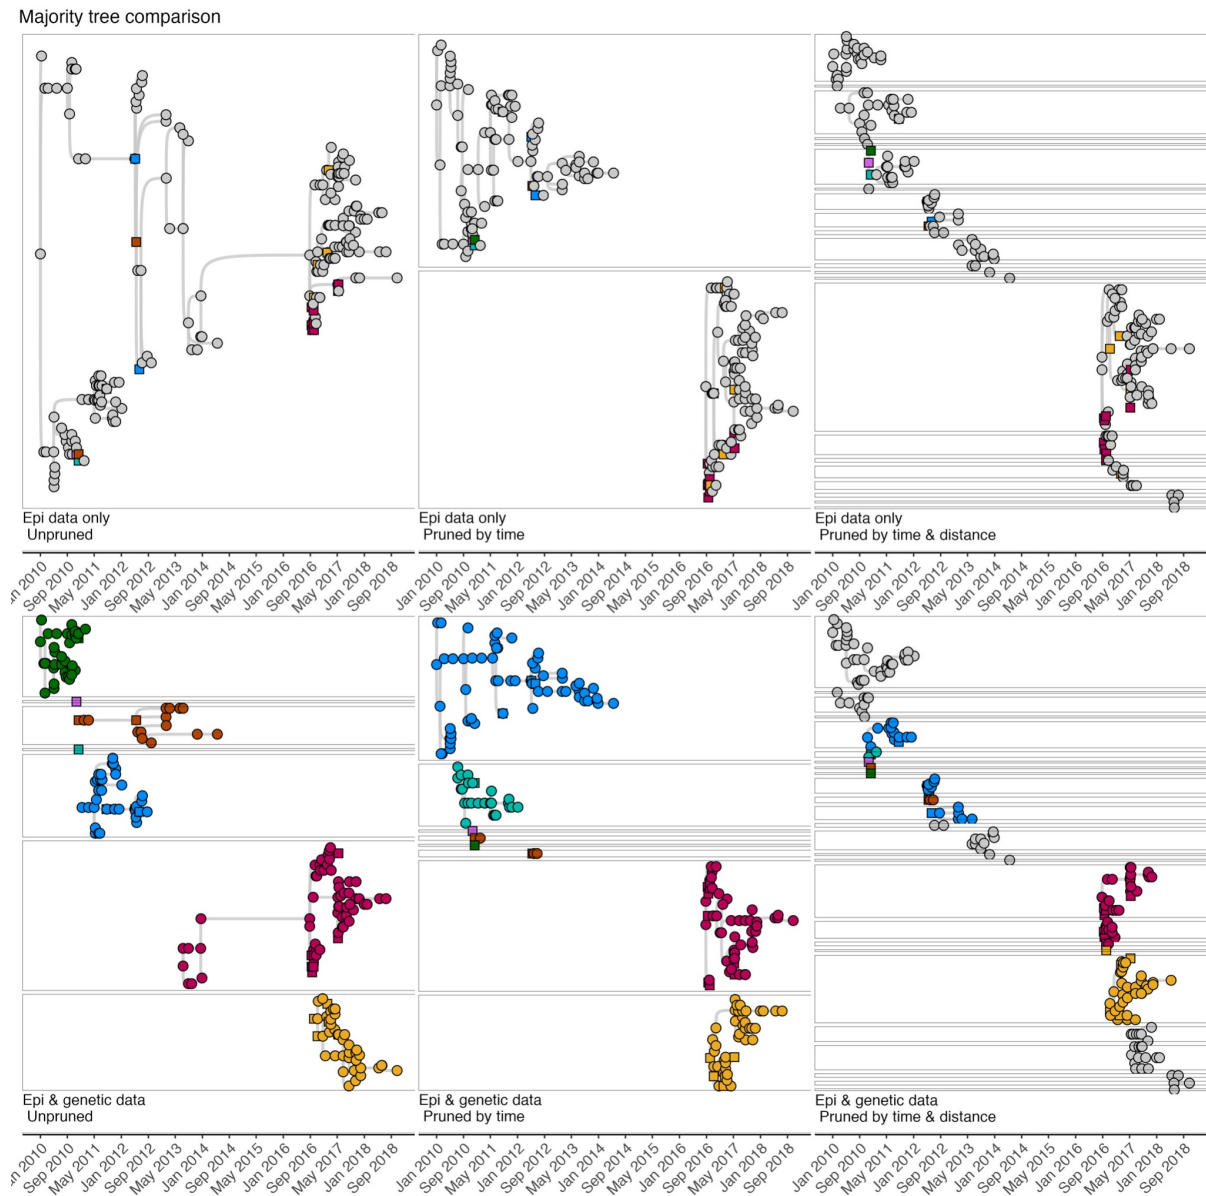 Majority tree comparison
Epi data only
Unpruned
Epi data only
Pruned by time
Epi data only
Pruned by time & distance
Jan 2010
Sep 2010
May 2011
Jan 2012
Sep 2012
May 2013
Jan 2014
Sep 2014
May 2015
Jan 2016
Sep 2016
May 2017
Jan 2018
Sep 2018
Jan 2010
Sep 2010
May 2011
Jan 2012
Sep 2012
May 2013
Jan 2014
Sep 2014
May 2015
Jan 2016
Sep 2016
May 2017
Jan 2018
Sep 2018
Jan 2010
Sep 2010
May 2011
Jan 2012
Sep 2012
May 2013
Jan 2014
Sep 2014
May 2015
Jan 2016
Sep 2016
May 2017
Jan 2018
Sep 2018
Epi & genetic data
Unpruned
Epi & genetic data
Pruned by time
Epi & genetic data
Pruned by time & distance
Jan 2010
Sep 2010
May 2011
Jan 2012
Sep 2012
May 2013
Jan 2014
Sep 2014
May 2015
Jan 2016
Sep 2016
May 2017
Jan 2018
Sep 2018
Jan 2010
Sep 2010
May 2011
Jan 2012
Sep 2012
May 2013
Jan 2014
Sep 2014
May 2015
Jan 2016
Sep 2016
May 2017
Jan 2018
Sep 2018
Jan 2010
Sep 2010
May 2011
Jan 2012
Sep 2012
May 2013
Jan 2014
Sep 2014
May 2015
Jan 2016
Sep 2016
May 2017
Jan 2018
Sep 2018